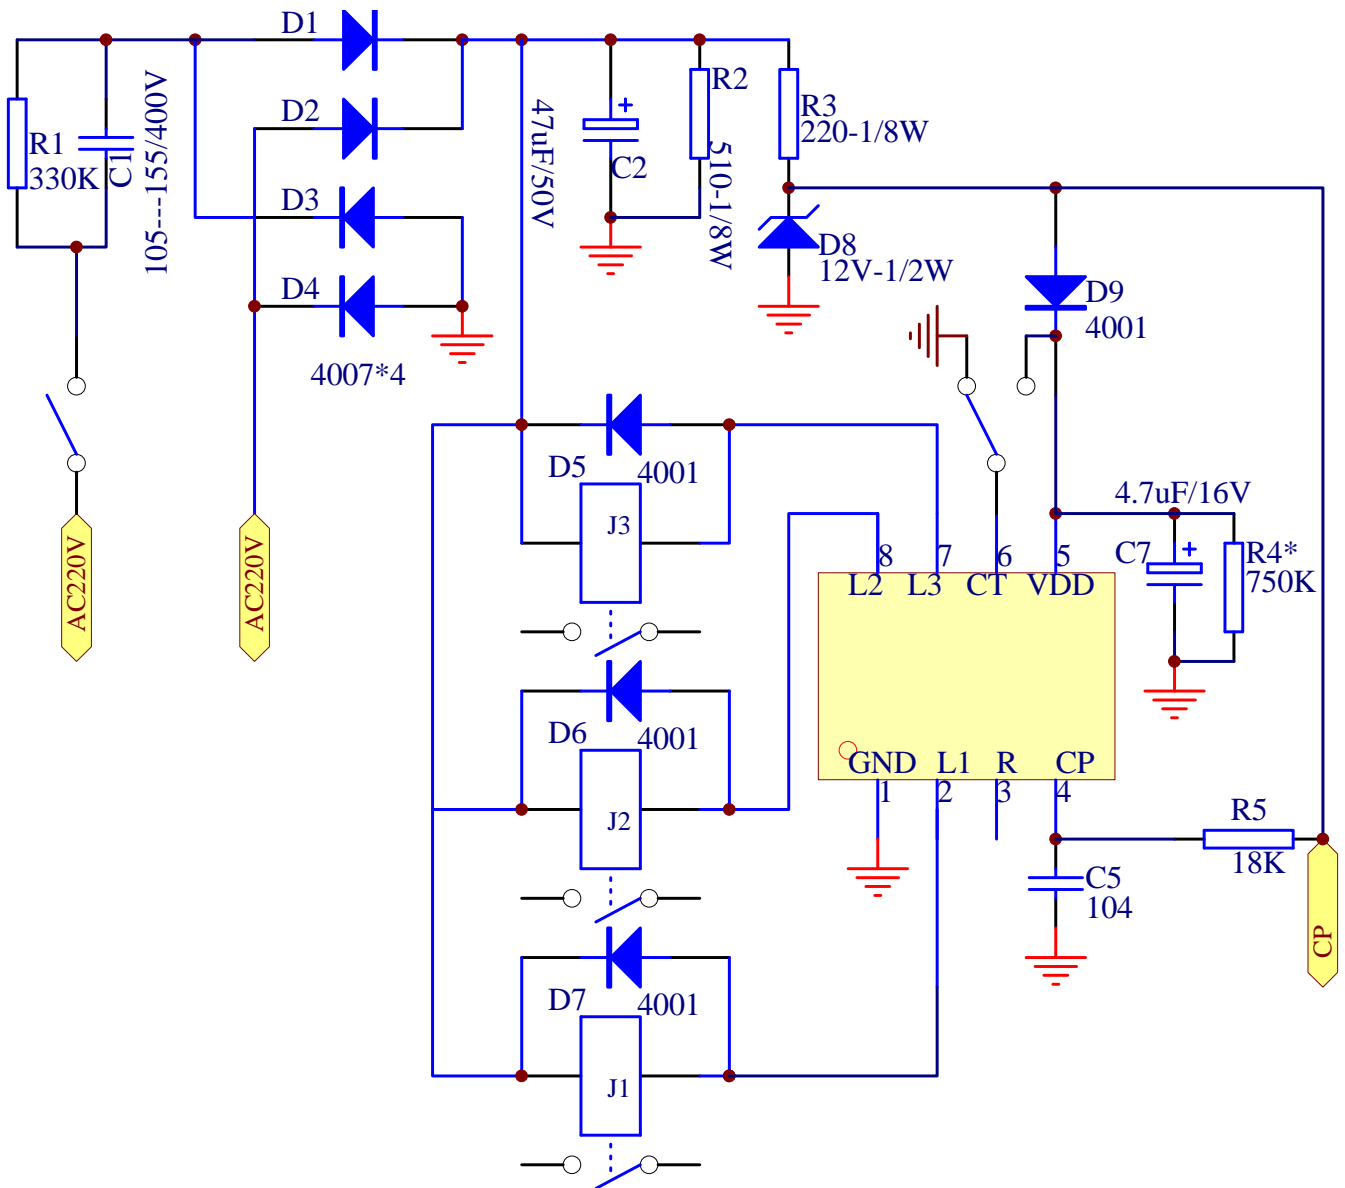 D1
D2
D3
D4
4007*4
R1
330K
C1
105---155/400V
AC220V
AC220V
47uF/50V
C2
R2
510-1/8W
R3
220-1/8W
D8
12V-1/2W
D9
4001
D5
4001
J3
D6
4001
J2
D7
4001
J1
4.7uF/16V
C7
R4*
750K
8
7
6
5
L2
L3
CT
VDD
GND
L1
R
CP
1
2
3
4
R5
18K
C5
104
CP